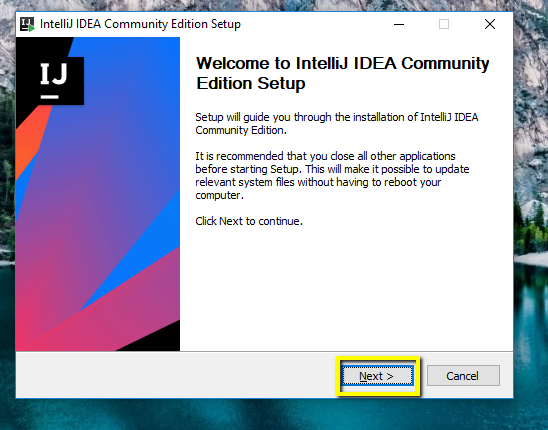 IntelliJ IDEA Community Edition Setup
IJ
Welcome to IntelliJ IDEA Community
Edition Setup
Setup will guide you through the installation of IntelliJ IDEA
Community Edition.
It is recommended that you close all other applications
before starting Setup. This will make it possible to update
relevant system files without having to reboot your
computer.
Click Next to continue.
Next >
Cancel